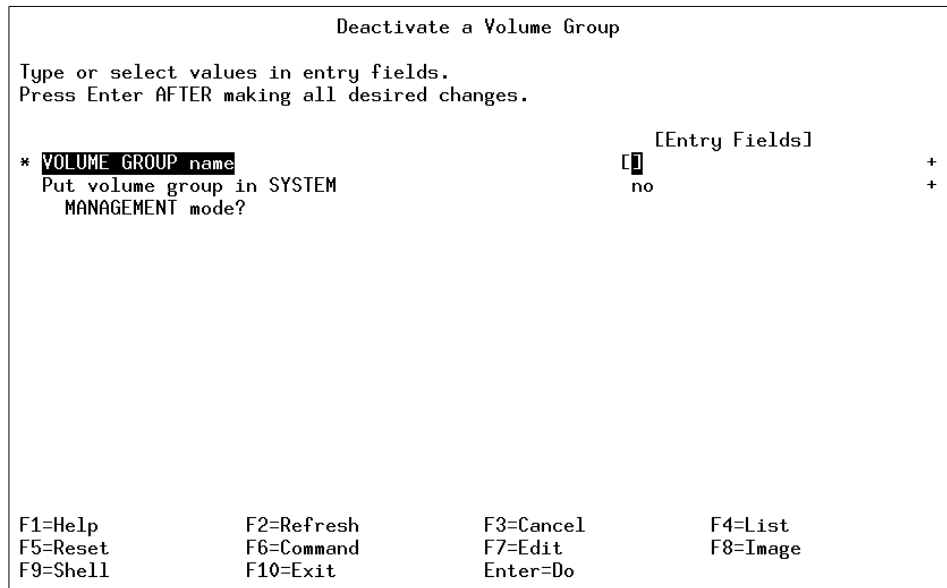 Deactivate a Volume Group
Type or select values in entry fields.
Press Enter AFTER making all desired changes.
[Entry Fields]
* VOLUME GROUP name [] +
Put volume group in SYSTEM no +
MANAGEMENT mode?
F1=Help F2=Refresh F3=Cancel F4=List
F5=Reset F6=Command F7=Edit F8=Image
F9=Shell F10=Exit Enter=Do